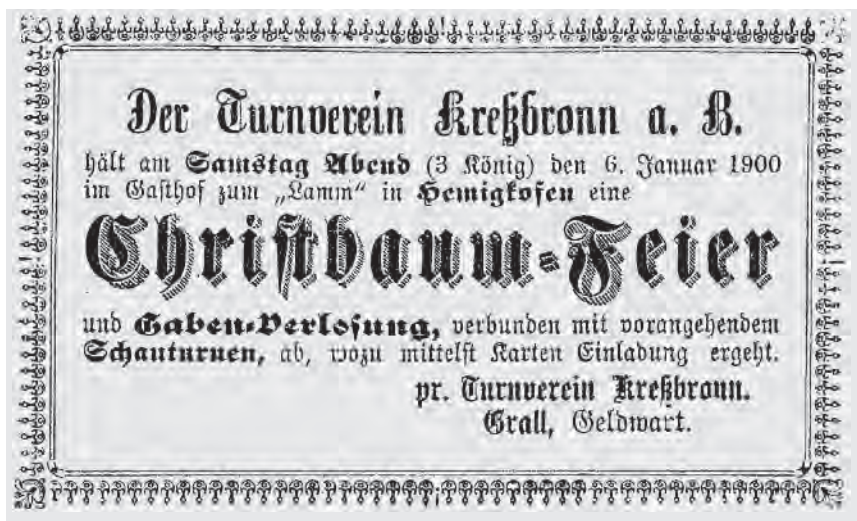 Der Turnverein Kreßbronn a. B.
hält am Samstag Abend (3 König) den 6. Januar 1900
im Gasthof zum „Lamm“ in Hemigkofen eine
Christbaum-Feier
und Gaben-Verlosung, verbunden mit vorangehendem
Schauturnen, ab, wozu mittelst Karten Einladung ergeht.
pr. Turnverein Kreßbronn.
Grall, Geldwart.